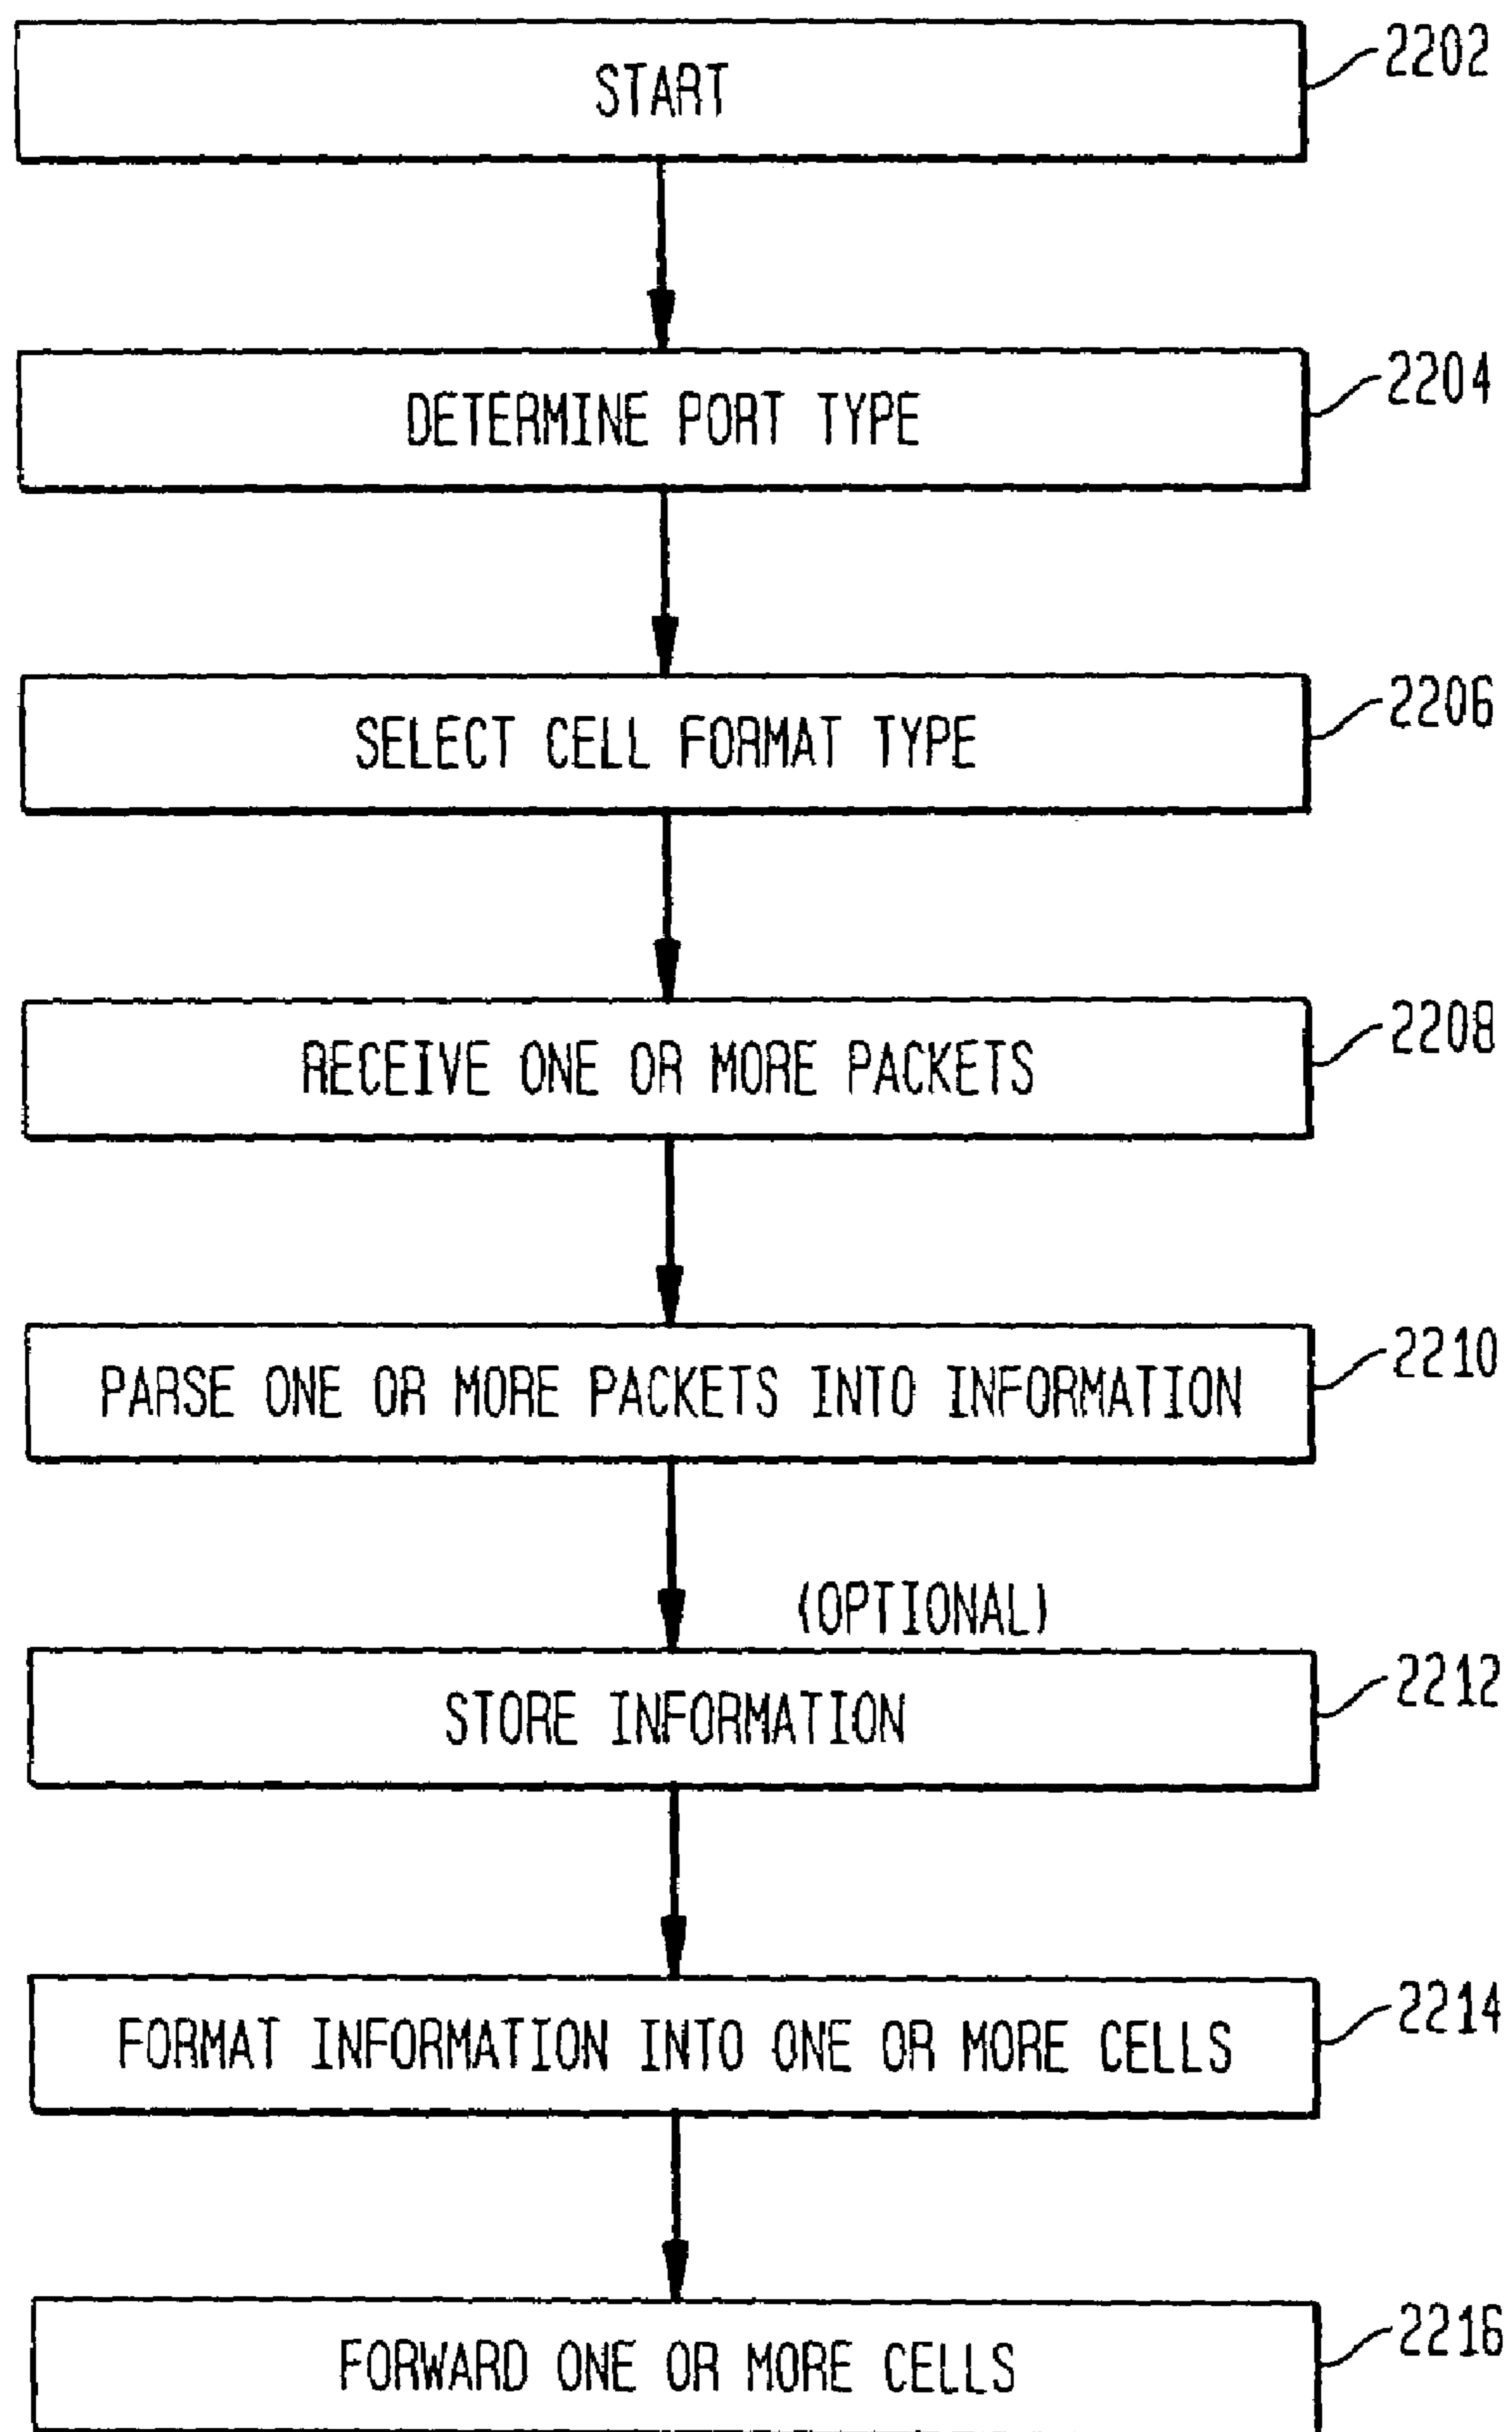 START
2202
DETERMINE PORT TYPE
2204
SELECT CELL FORMAT TYPE
2206
RECEIVE ONE OR MORE PACKETS
2208
PARSE ONE OR MORE PACKETS INTO INFORMATION
2210
(OPTIONAL)
STORE INFORMATION
2212
FORMAT INFORMATION INTO ONE OR MORE CELLS
2214
FORWARD ONE OR MORE CELLS
2216